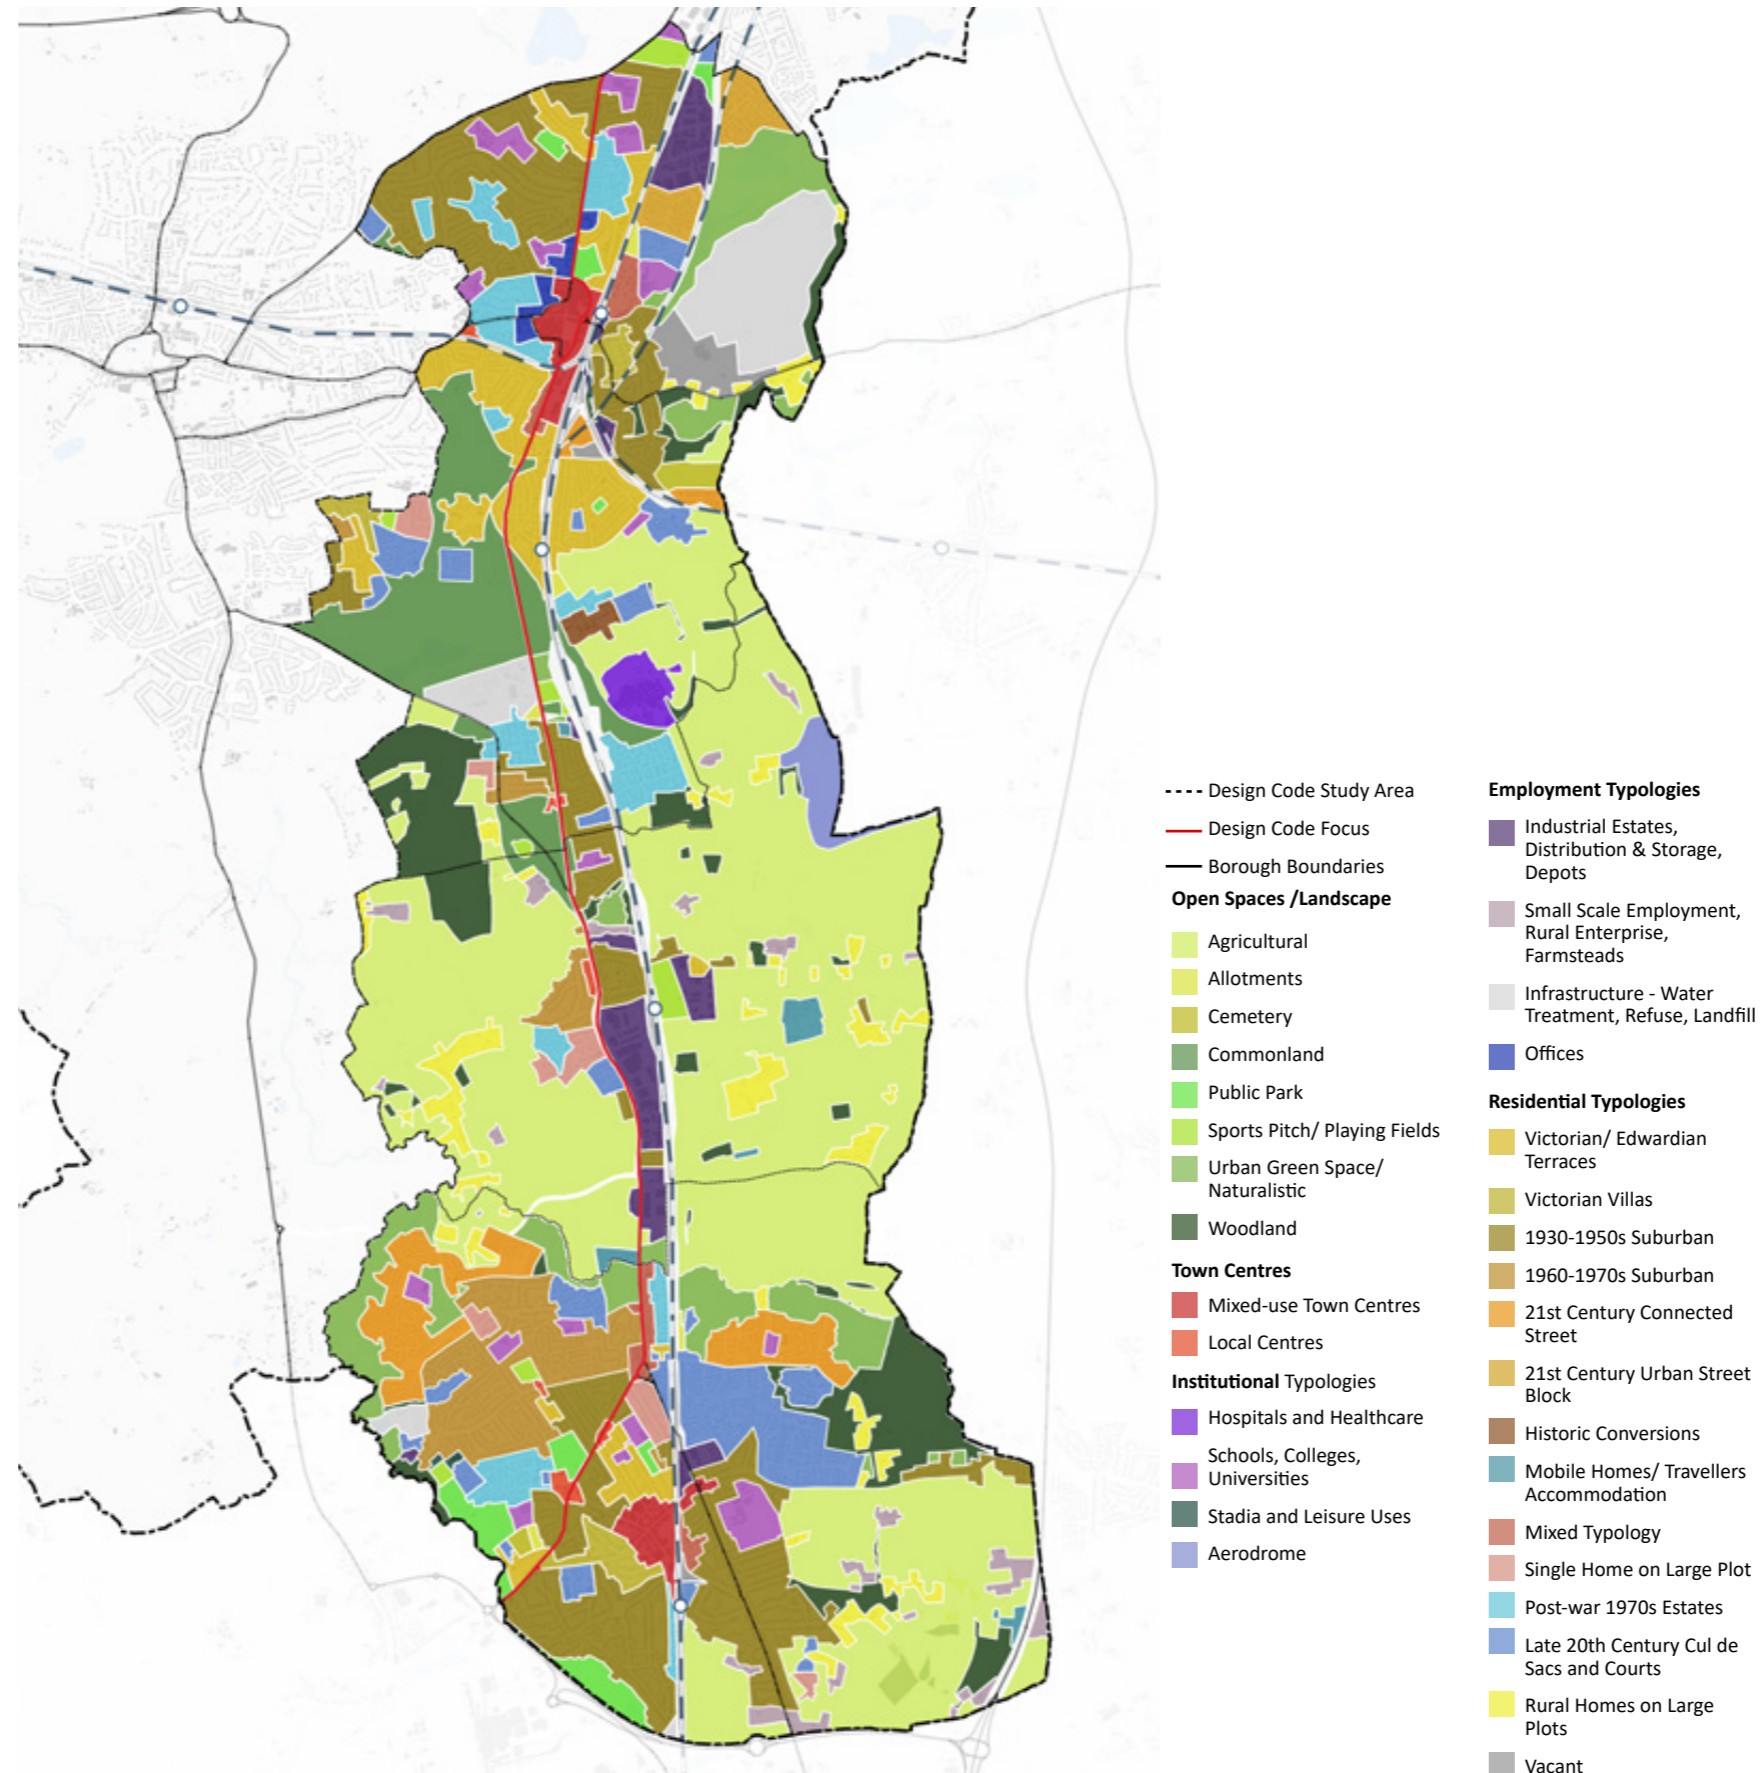 Design Code Study Area
Design Code Focus
Borough Boundaries
Open Spaces /Landscape
Agricultural
Allotments
Cemetery
Commonland
Public Park
Sports Pitch/ Playing Fields
Urban Green Space/
Naturalistic
Woodland
Town Centres
Mixed-use Town Centres
Local Centres
Institutional Typologies
Hospitals and Healthcare
Schools, Colleges,
Universities
Stadia and Leisure Uses
Aerodrome
Employment Typologies
Industrial Estates,
Distribution & Storage,
Depots
Small Scale Employment,
Rural Enterprise,
Farmsteads
Infrastructure - Water
Treatment, Refuse, Landfill
Offices
Residential Typologies
Victorian/ Edwardian
Terraces
Victorian Villas
1930-1950s Suburban
1960-1970s Suburban
21st Century Connected
Street
21st Century Urban Street
Block
Historic Conversions
Mobile Homes/ Travellers
Accommodation
Mixed Typology
Single Home on Large Plot
Post-war 1970s Estates
Late 20th Century Cul de
Sacs and Courts
Rural Homes on Large
Plots
Vacant